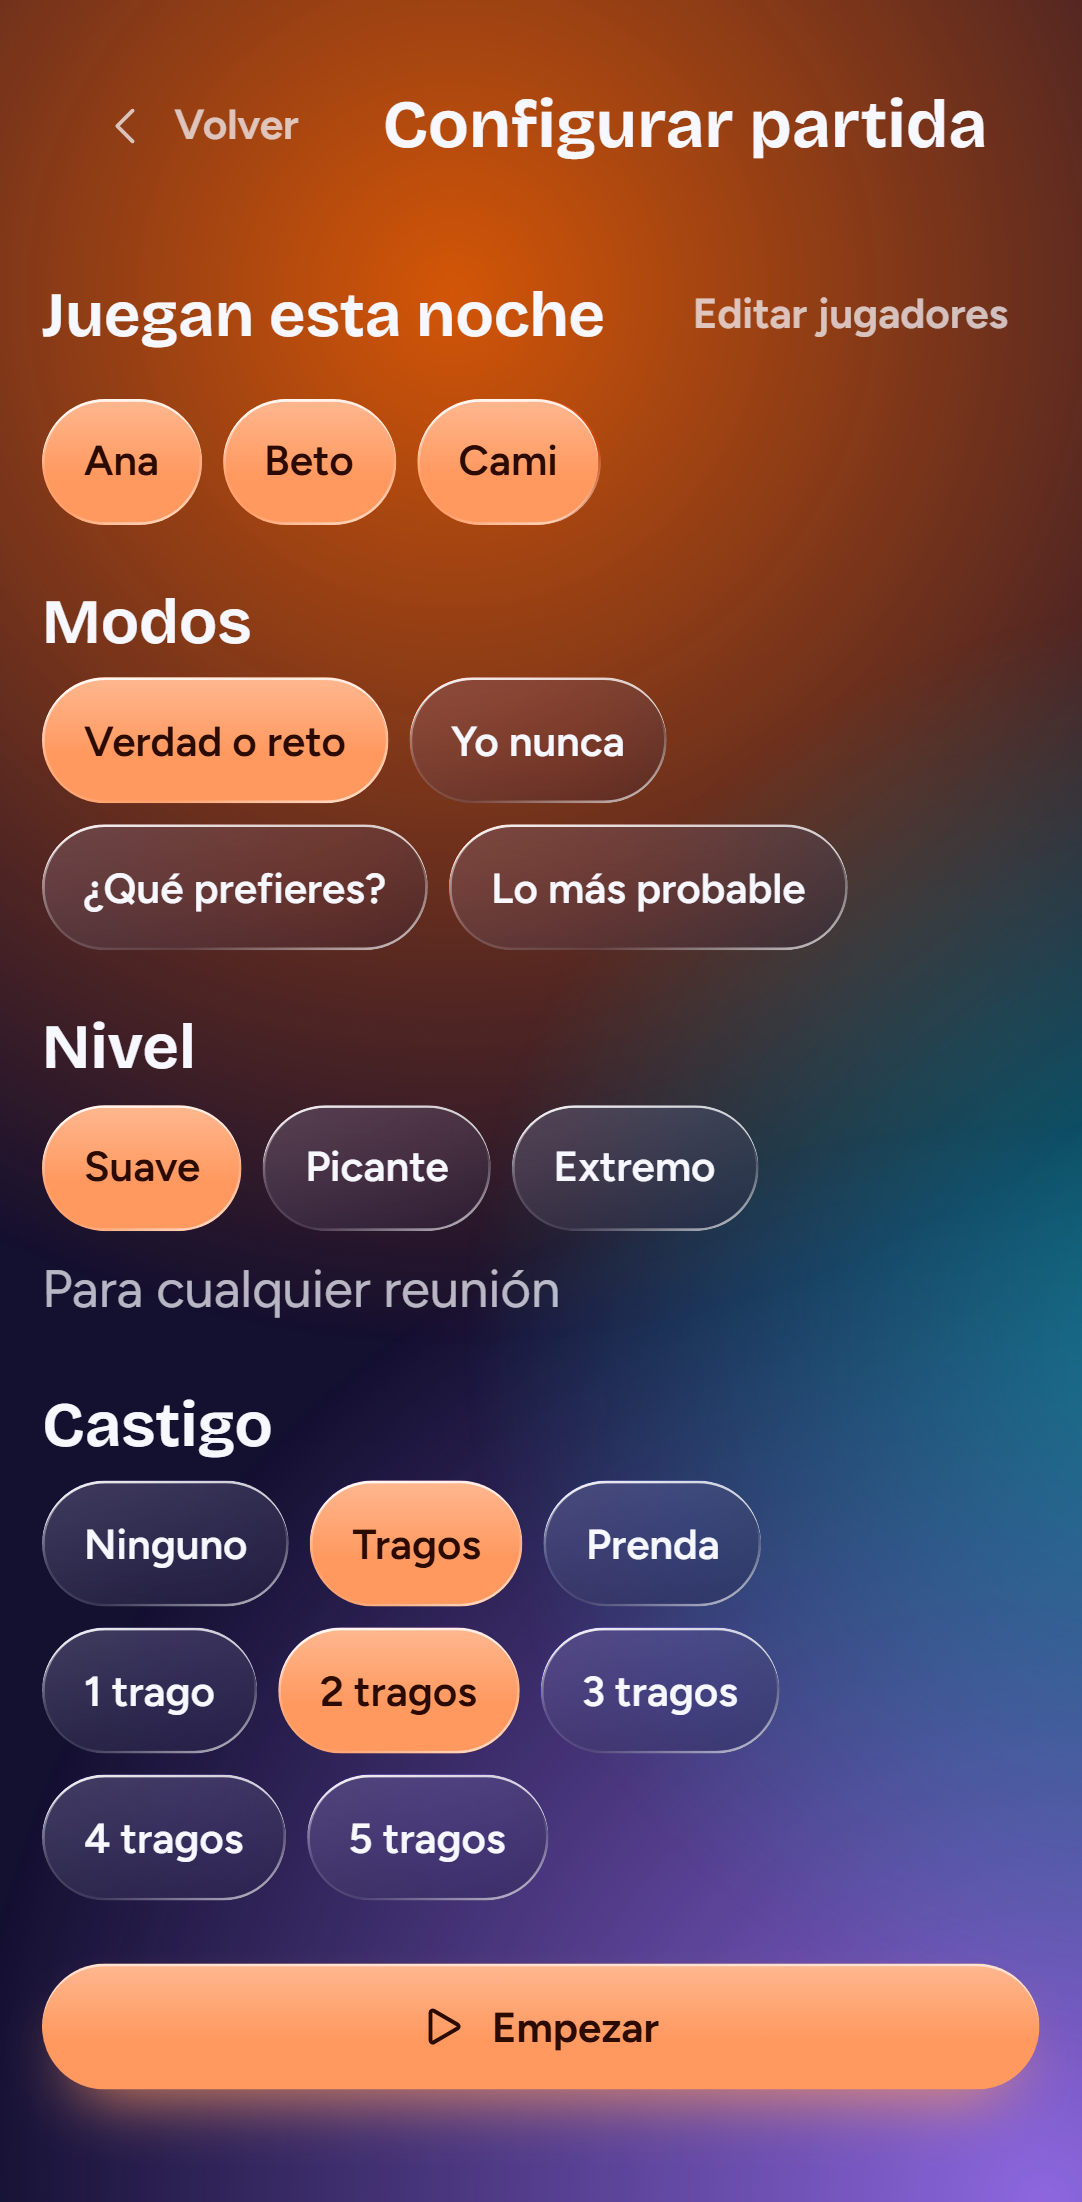 Volver Configurar partida
Juegan esta noche Editar jugadores
Ana Beto Cami
Modos
Verdad o reto Yo nunca
¿Qué prefieres? Lo más probable
Nivel
Suave Picante Extremo
Para cualquier reunión
Castigo
Ninguno Tragos Prenda
1 trago 2 tragos 3 tragos
4 tragos 5 tragos
Empezar